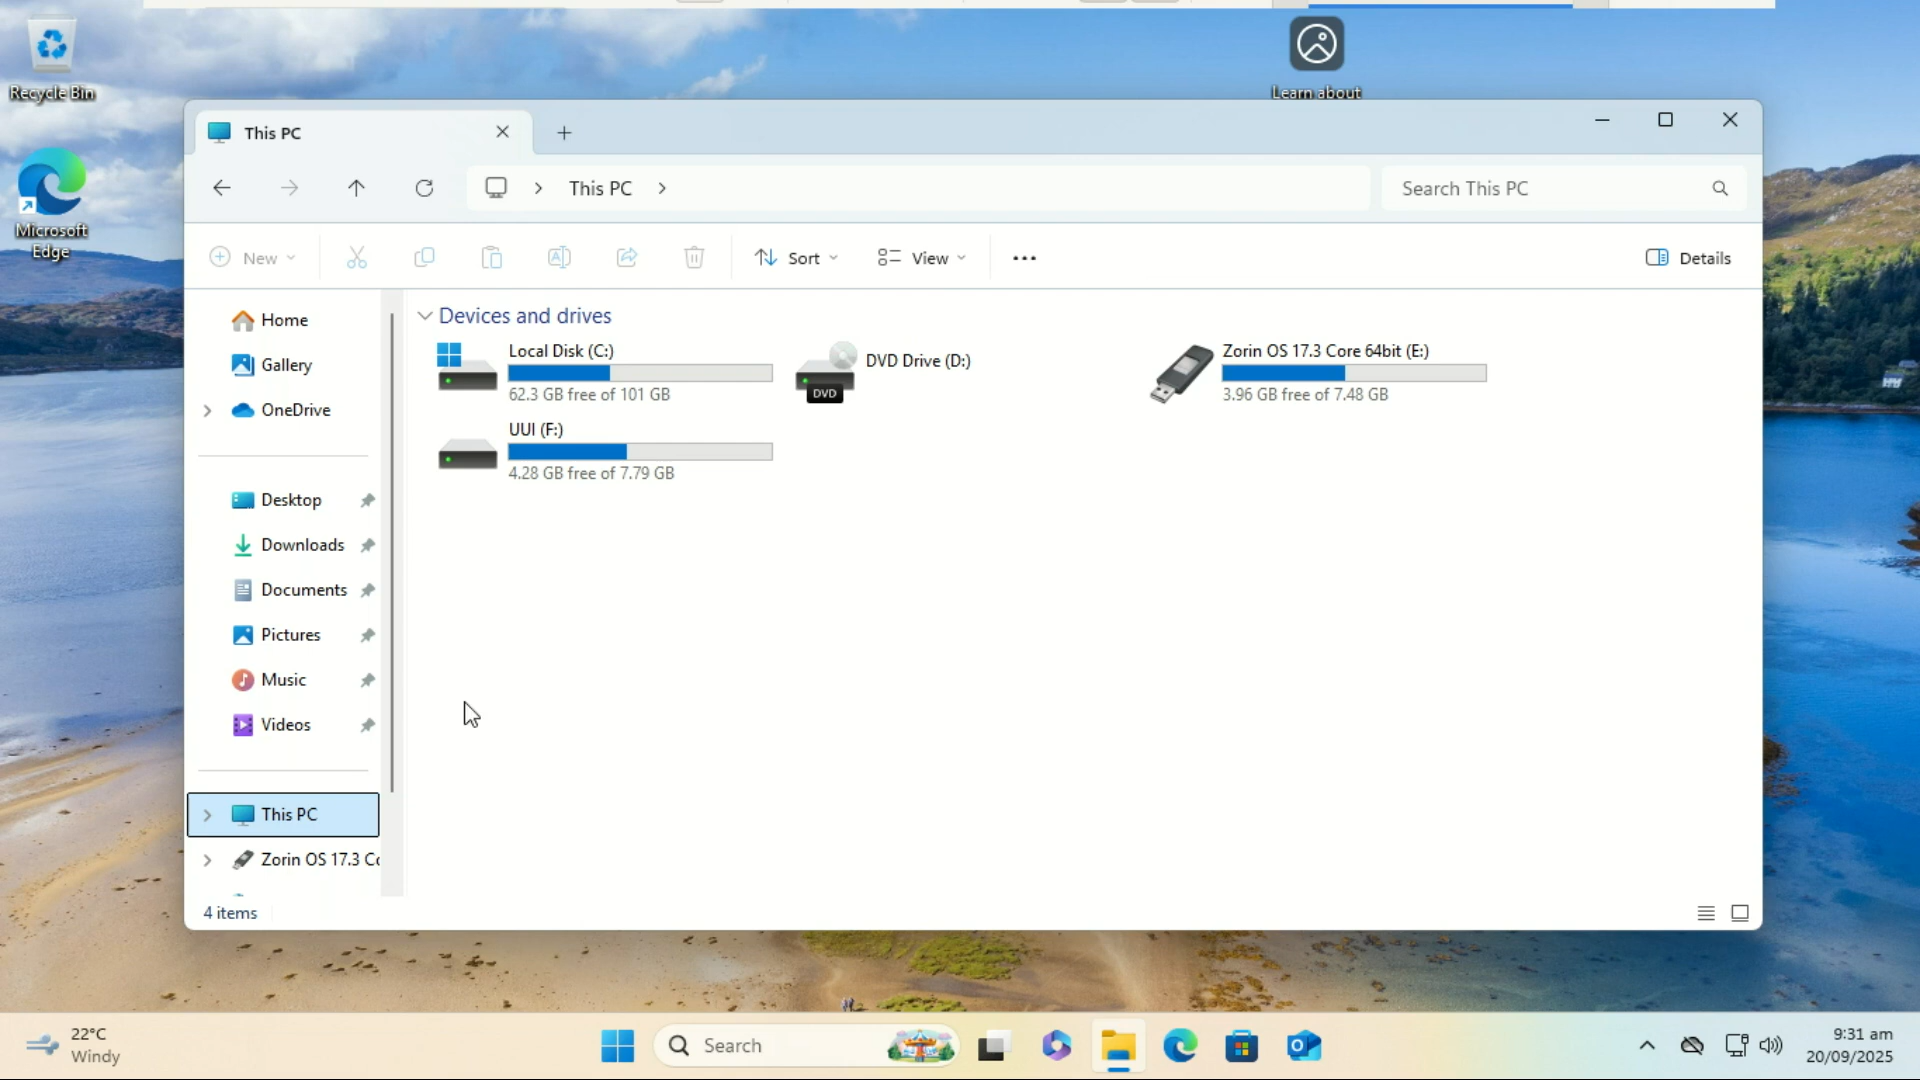 Recycle Bin
Learn about
Microsoft
Edge
This PC
This PC
Search This PC
New
Sort
View
Details
Home
Gallery
OneDrive
Desktop
Downloads
Documents
Pictures
Music
Videos
This PC
Zorin OS 17.3 Co
Devices and drives
Local Disk (C:)
62.3 GB free of 101 GB
DVD
DVD Drive (D:)
Zorin OS 17.3 Core 64bit (E:)
3.96 GB free of 7.48 GB
UUI (F:)
4.28 GB free of 7.79 GB
4 items
22°C
Windy
Search
9:31 am
20/09/2025